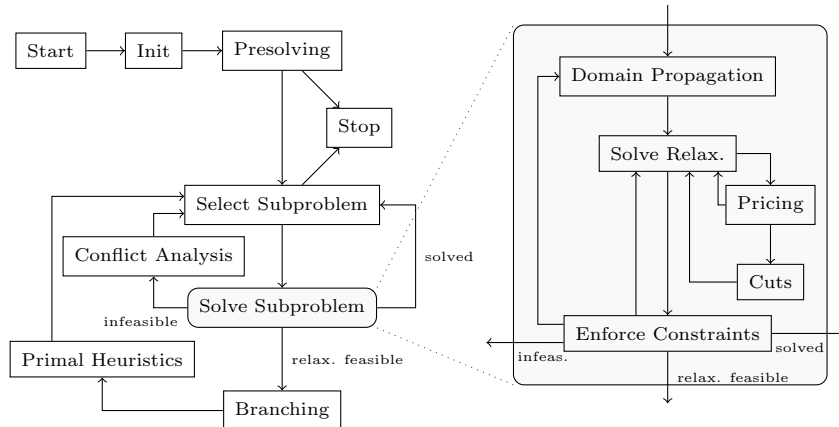 Start
Init
Presolving
Stop
Select Subproblem
Conflict Analysis
solved
Solve Subproblem
infeasible
Primal Heuristics
relax. feasible
Branching
Domain Propagation
Solve Relax.
Pricing
Cuts
Enforce Constraints
infeas.
solved
relax. feasible